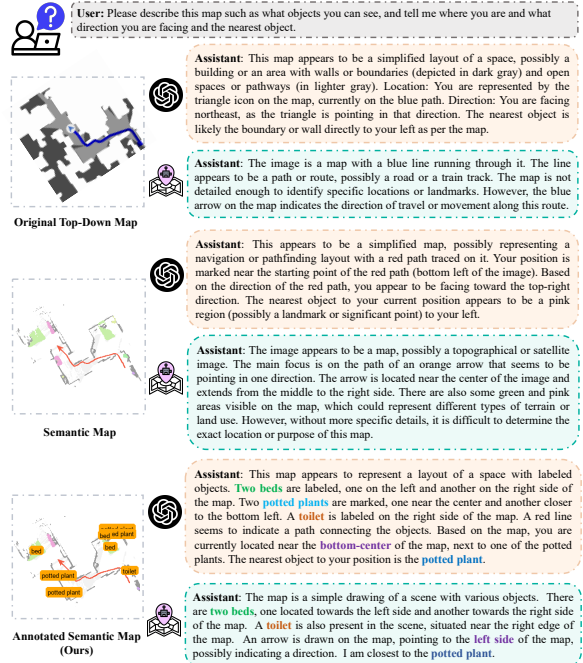 User: Please describe this map such as what objects you can see, and tell me where you are and what
direction you are facing and the nearest object.
Assistant: This map appears to be a simplified layout of a space, possibly a
building or an area with walls or boundaries (depicted in dark gray) and open
spaces or pathways (in lighter gray). Location: You are represented by the
triangle icon on the map, currently on the blue path. Direction: You are facing
northeast, as the triangle is pointing in that direction. The nearest object is
likely the boundary or wall directly to your left as per the map.
Assistant: The image is a map with a blue line running through it. The line
appears to be a path or route, possibly a road or a train track. The map is not
detailed enough to identify specific locations or landmarks. However, the blue
arrow on the map indicates the direction of travel or movement along this route.
Original Top-Down Map
Assistant: This appears to be a simplified map, possibly representing a
navigation or pathfinding layout with a red path traced on it. Your position is
marked near the starting point of the red path (bottom left of the image). Based
on the direction of the red path, you appear to be facing toward the top-right
direction. The nearest object to your current position appears to be a pink
region (possibly a landmark or significant point) to your left.
Assistant: The image appears to be a map, possibly a topographical or satellite
image. The main focus is on the path of an orange arrow that seems to be
pointing in one direction. The arrow is located near the center of the image and
extends from the middle to the right side. There are also some green and pink
areas visible on the map, which could represent different types of terrain or
land use. However, without more specific details, it is difficult to determine the
exact location or purpose of this map.
Semantic Map
Assistant: This map appears to represent a layout of a space with labeled
objects. Two beds are labeled, one on the left and another on the right side of
the map. Two potted plants are marked, one near the center and another closer
to the bottom left. A toilet is labeled on the right side of the map. A red line
seems to indicate a path connecting the objects. Based on the map, you are
currently located near the bottom-center of the map, next to one of the potted
plants. The nearest object to your position is the potted plant.
bed ed plant
bed
bed
potted plant
toilet
potted plant
Assistant: The map is a simple drawing of a scene with various objects. There
are two beds, one located towards the left side and another towards the right side
of the map. A toilet is also present in the scene, situated near the right edge of
the map. An arrow is drawn on the map, pointing to the left side of the map,
possibly indicating a direction. I am closest to the potted plant.
Annotated Semantic Map
(Ours)